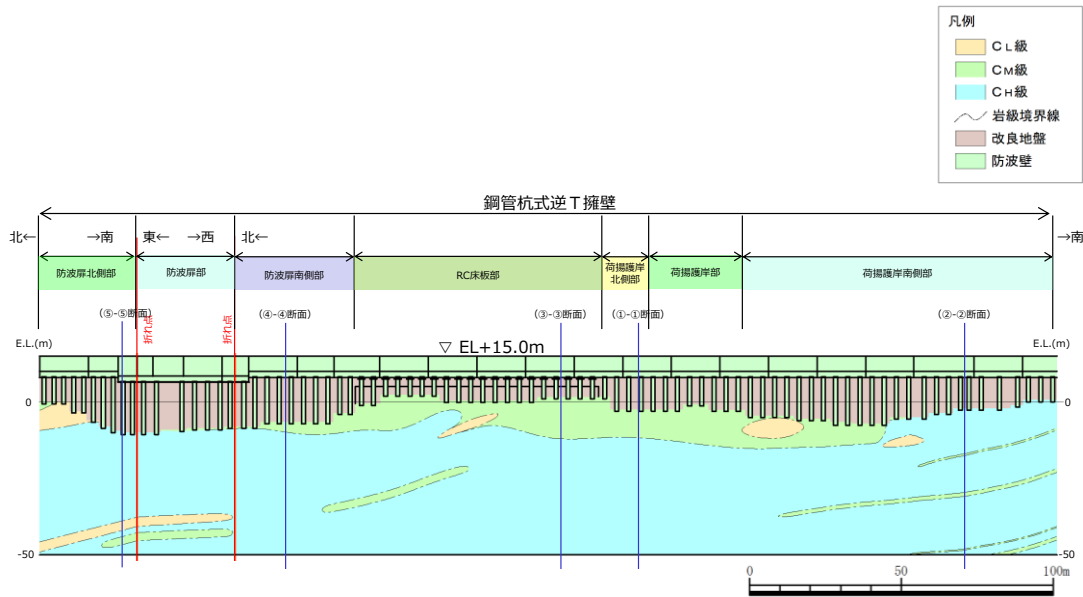 凡例
CL級
CM級
CH級
岩級境界線
改良地盤
防波壁
鋼管杭式逆T擁壁
北← →南 東← →西 北← →南
防波扉北側部 防波扉部 防波扉南側部 RC床板部 荷揚護岸北側部 荷揚護岸部 荷揚護岸南側部
(⑤-⑤断面) (④-④断面) (③-③断面) (①-①断面) (②-②断面)
折れ点 折れ点
E.L.(m) ▽ EL+15.0m E.L.(m)
0 0
-50 -50
0 50 100m